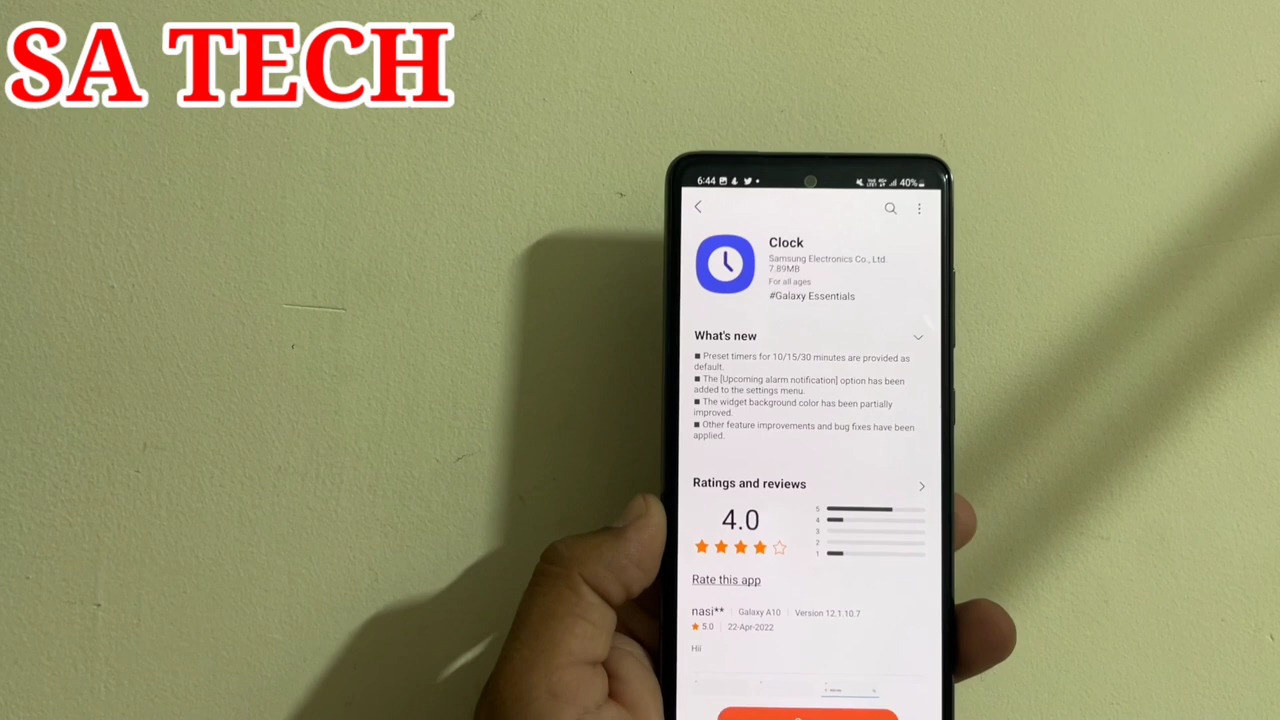 SA TECH
6:44
40%
Clock
Samsung Electronics Co., Ltd.
7.89MB
For all ages
#Galaxy Essentials
What's new
■ Preset timers for 10/15/30 minutes are provided as
default.
■ The [Upcoming alarm notification] option has been
added to the settings menu.
■ The widget background color has been partially
improved.
■ Other feature improvements and bug fixes have been
applied.
Ratings and reviews
4.0
5
4
3
2
1
Rate this app
nasi** | Galaxy A10 | Version 12.1.10.7
5.0 | 22-Apr-2022
Hii